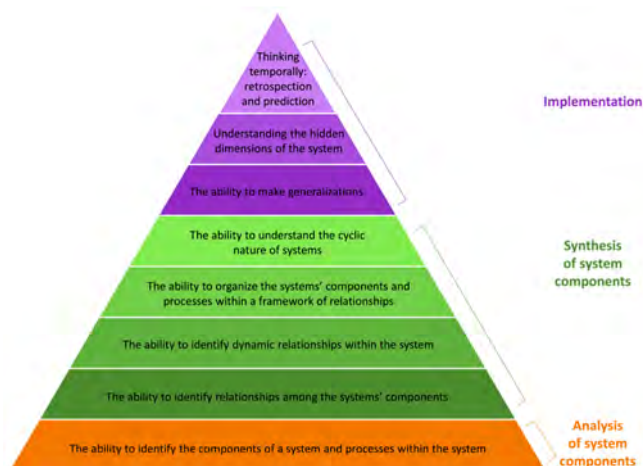 Thinking
temporally:
retrospection
and prediction
Implementation
Understanding the hidden
dimensions of the system
The ability to make generalizations
The ability to understand the cyclic
nature of systems
Synthesis
of system
components
The ability to organize the systems' components and
processes within a framework of relationships
The ability to identify dynamic relationships within the system
The ability to identify relationships among the systems' components
The ability to identify the components of a system and processes within the system
Analysis
of system
components